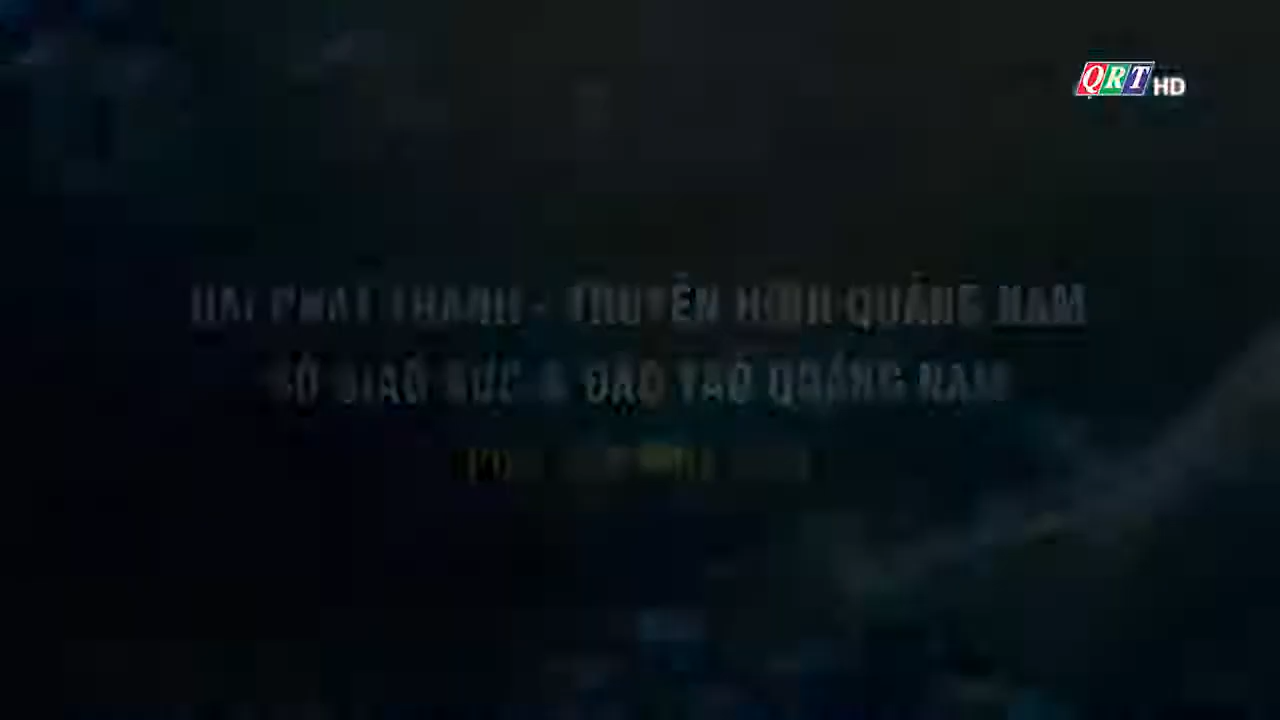 QRT HD
ĐÀI PHÁT THANH - TRUYỀN HÌNH QUẢNG NAM
SỞ GIÁO DỤC & ĐÀO TẠO QUẢNG NAM